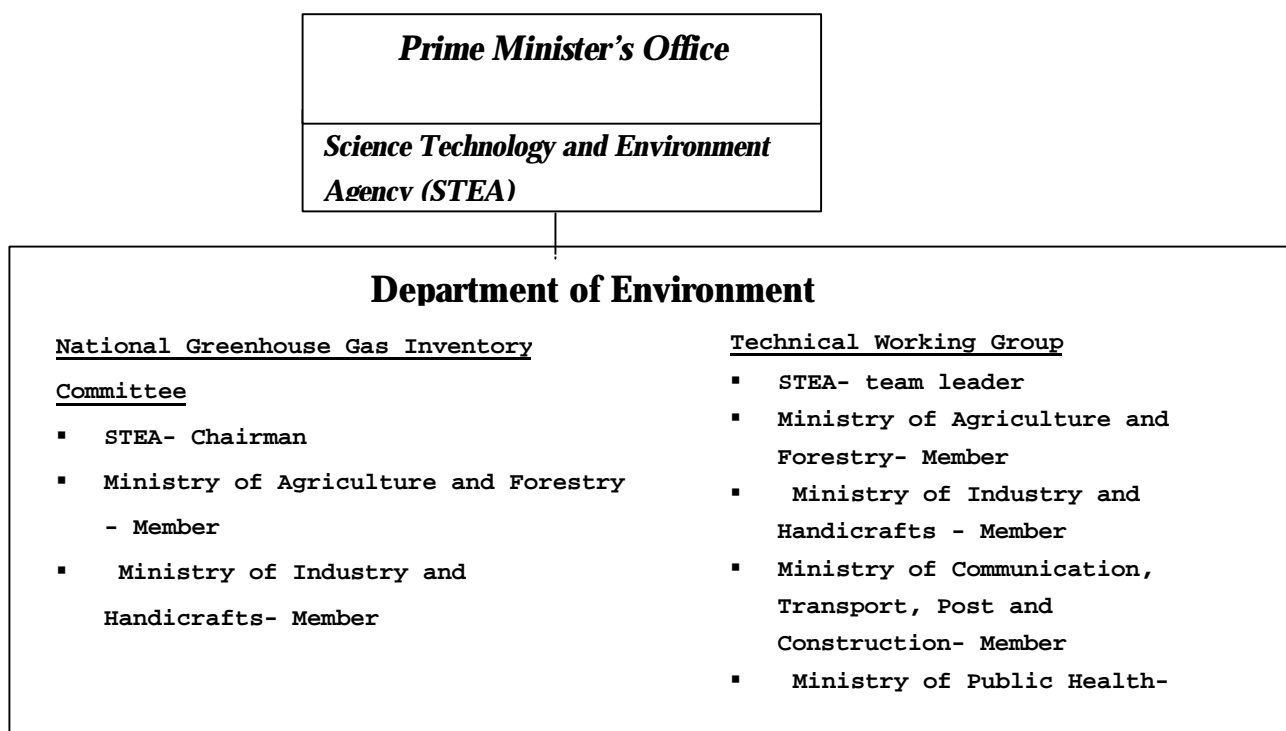 Prime Minister's Office
Science Technology and Environment
Agency (STEA)
Department of Environment
National Greenhouse Gas Inventory
Committee
▪ STEA- Chairman
▪ Ministry of Agriculture and Forestry
- Member
▪ Ministry of Industry and
Handicrafts- Member
Technical Working Group
▪ STEA- team leader
▪ Ministry of Agriculture and
Forestry- Member
▪ Ministry of Industry and
Handicrafts - Member
▪ Ministry of Communication,
Transport, Post and
Construction- Member
▪ Ministry of Public Health-